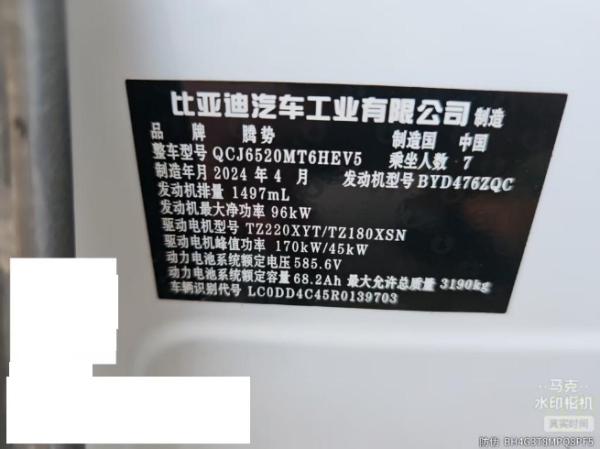 比亚迪汽车工业有限公司 制造
品 牌 腾势 制造国 中国
整车型号 QCJ6520MT6HEV5 乘坐人数 7
制造年月 2024 年 4 月 发动机型号 BYD476ZQC
发动机排量 1497mL
发动机最大净功率 96kW
驱动电机型号 TZ220XYT/TZ180XSN
驱动电机峰值功率 170kW/45kW
动力电池系统额定电压 585.6V
动力电池系统额定容量 68.2Ah 最大允许总质量 3190kg
车辆识别代号 LC0DD4C45R0139703
马克
水印相机
真实时间
防伪 BH4G3T8MPQ8PF5